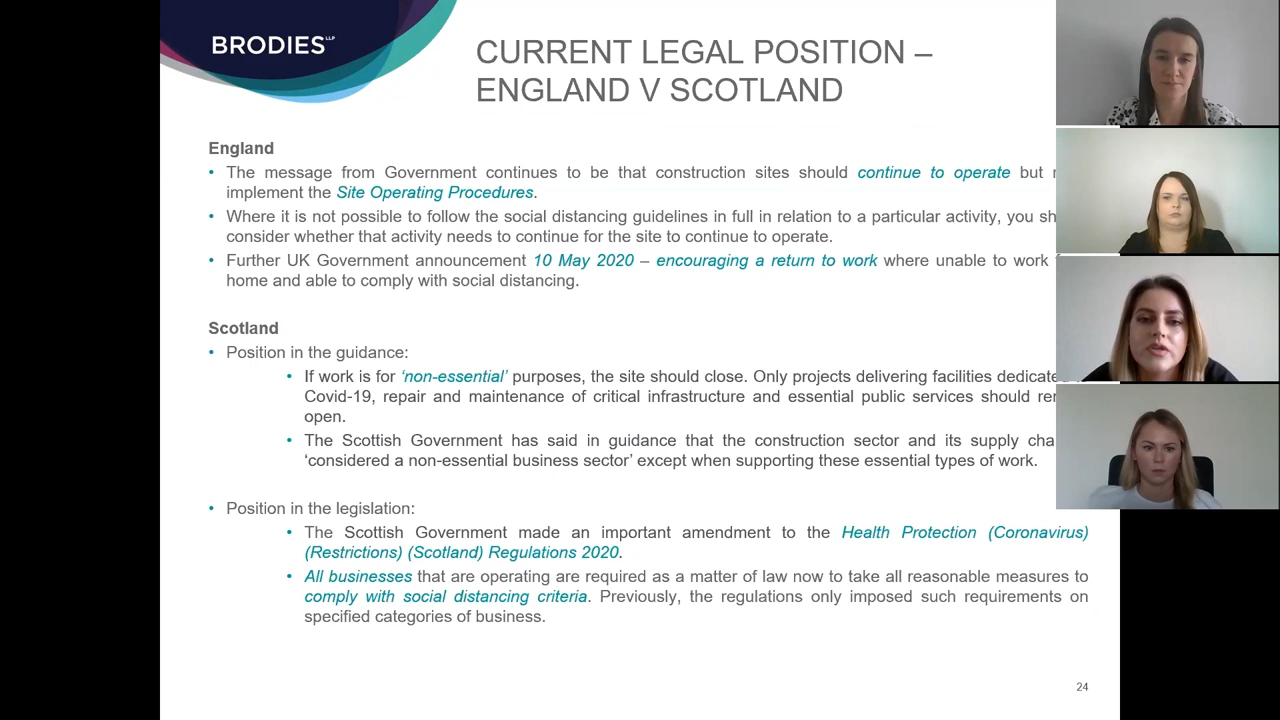 BRODIES LLP
CURRENT LEGAL POSITION –
ENGLAND V SCOTLAND
England
• The message from Government continues to be that construction sites should continue to operate but
implement the Site Operating Procedures.
• Where it is not possible to follow the social distancing guidelines in full in relation to a particular activity, you
consider whether that activity needs to continue for the site to continue to operate.
• Further UK Government announcement 10 May 2020 – encouraging a return to work where unable to work
home and able to comply with social distancing.
Scotland
• Position in the guidance:
• If work is for ‘non-essential’ purposes, the site should close. Only projects delivering facilities
Covid-19, repair and maintenance of critical infrastructure and essential public services should
open.
• The Scottish Government has said in guidance that the construction sector and its supply
‘considered a non-essential business sector’ except when supporting these essential types of work.
• Position in the legislation:
• The Scottish Government made an important amendment to the Health Protection (Coronavirus)
(Restrictions) (Scotland) Regulations 2020.
• All businesses that are operating are required as a matter of law now to take all reasonable measures to
comply with social distancing criteria. Previously, the regulations only imposed such requirements on
specified categories of business.
24